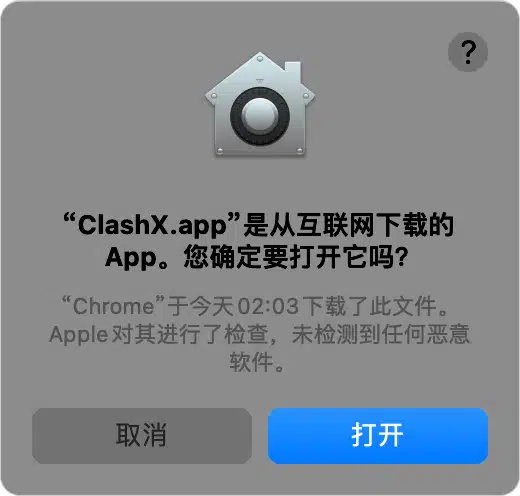 ?
“ClashX.app”是从互联网下载的
App。您确定要打开它吗?
“Chrome”于今天 02:03 下载了此文件。
Apple 对其进行了检查，未检测到任何恶意
软件。
取消
打开